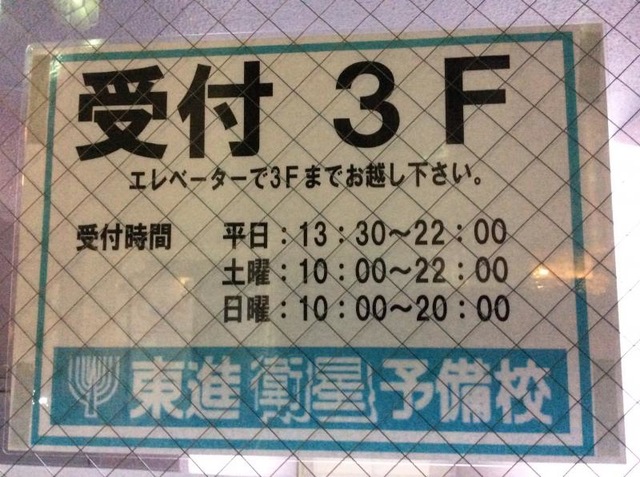 受付 3F
エレベーターで3Fまでお越し下さい。
受付時間 平日：13：30～22：00
土曜：10：00～22：00
日曜：10：00～20：00
東進衛星予備校